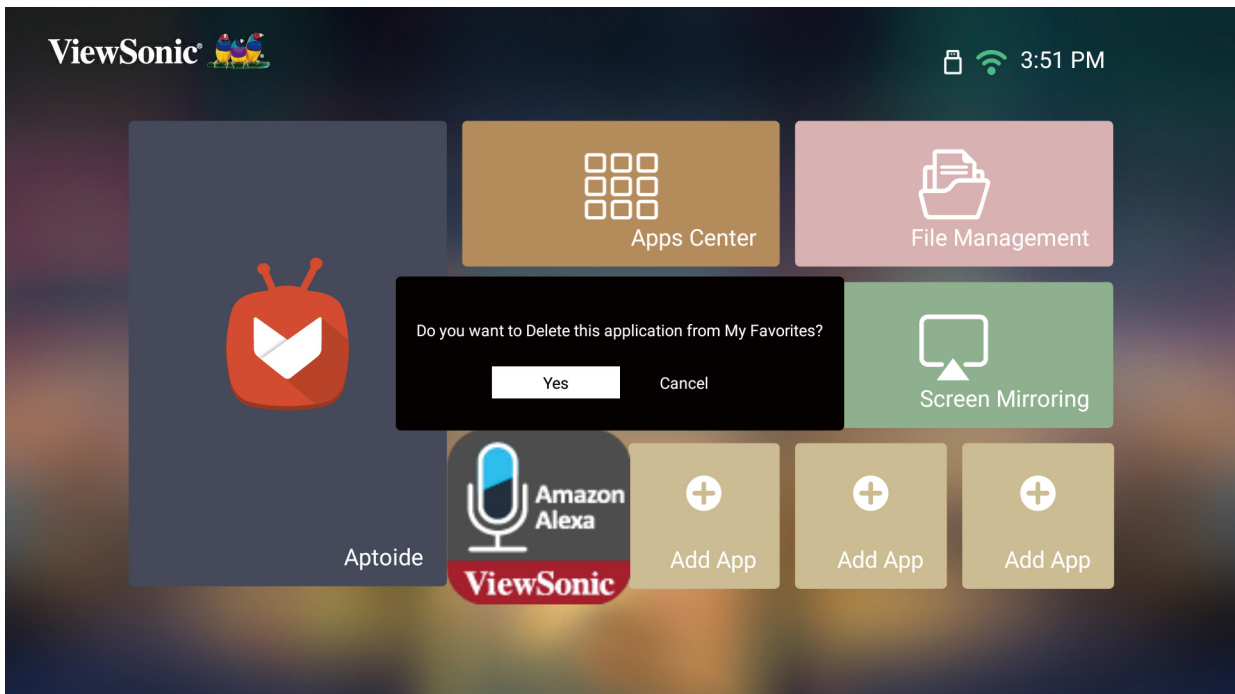 ViewSonic®
3:51 PM
Apps Center
File Management
Do you want to Delete this application from My Favorites?
Yes
Cancel
Screen Mirroring
Aptoide
Amazon
Alexa
ViewSonic
Add App
Add App
Add App